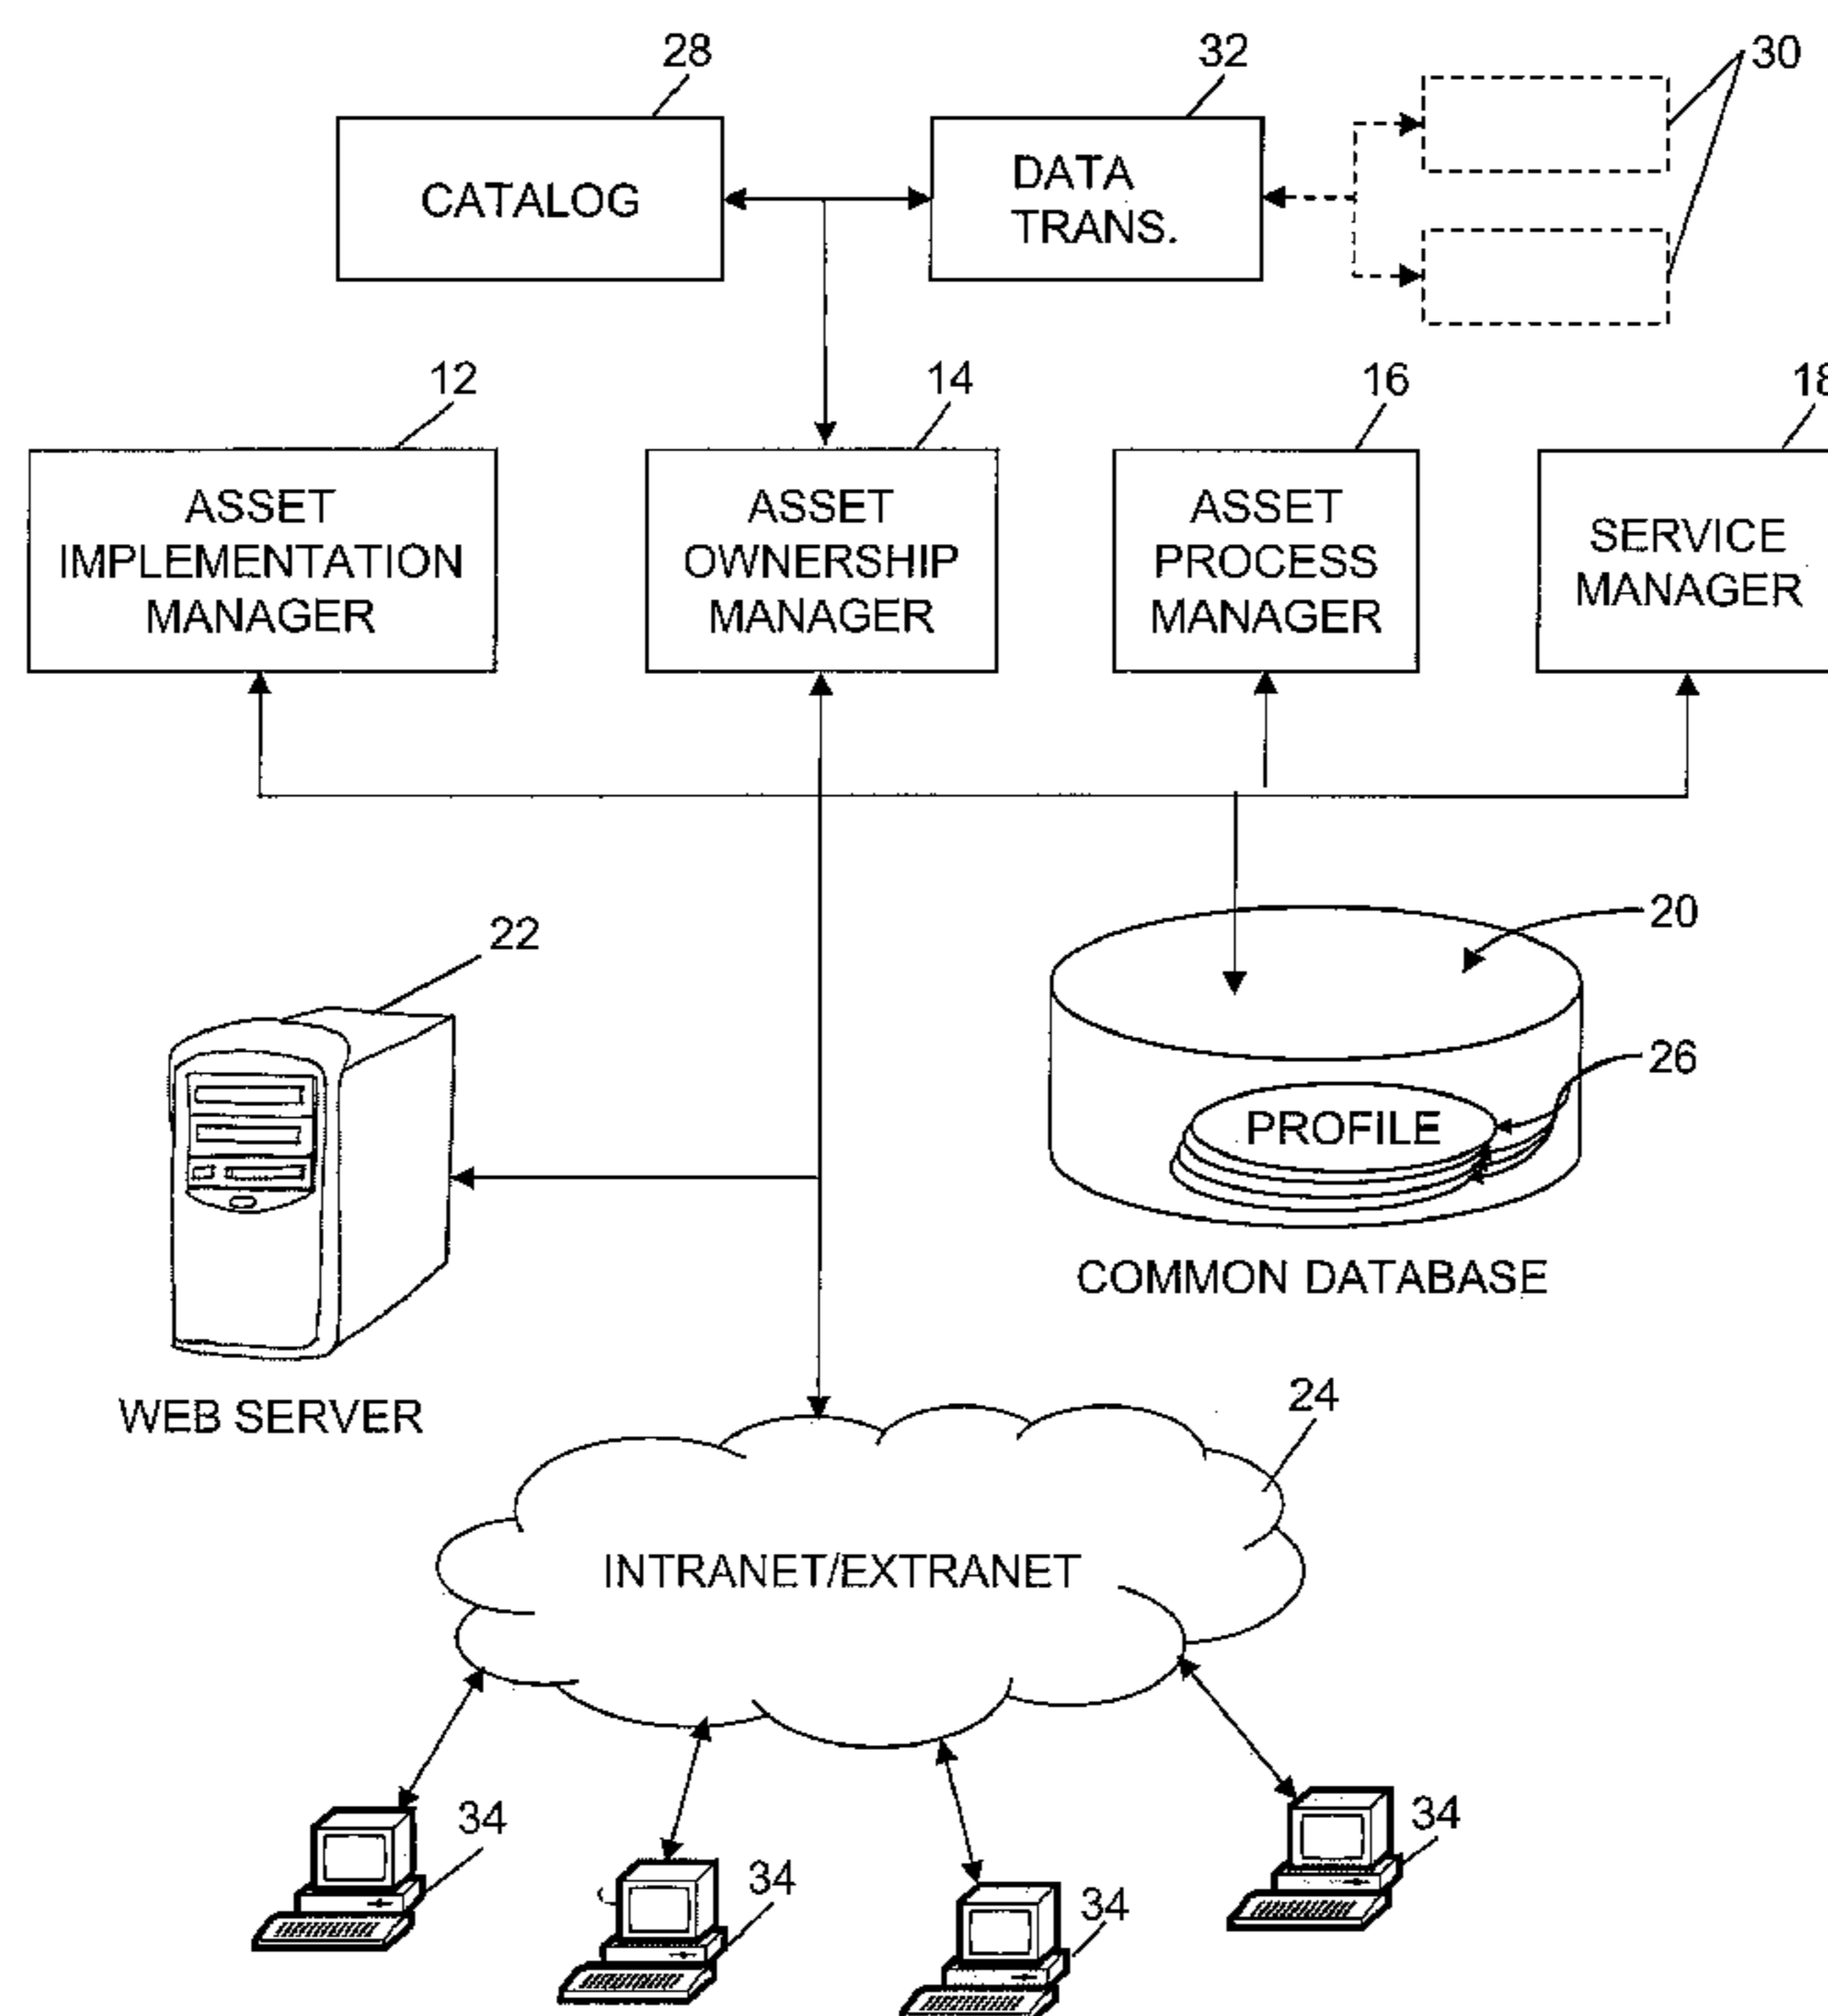 28
32
30
CATALOG
DATA
TRANS.
12
14
16
18
ASSET
IMPLEMENTATION
MANAGER
ASSET
OWNERSHIP
MANAGER
ASSET
PROCESS
MANAGER
SERVICE
MANAGER
22
20
26
PROFILE
COMMON DATABASE
WEB SERVER
24
INTRANET/EXTRANET
34
34
34
34